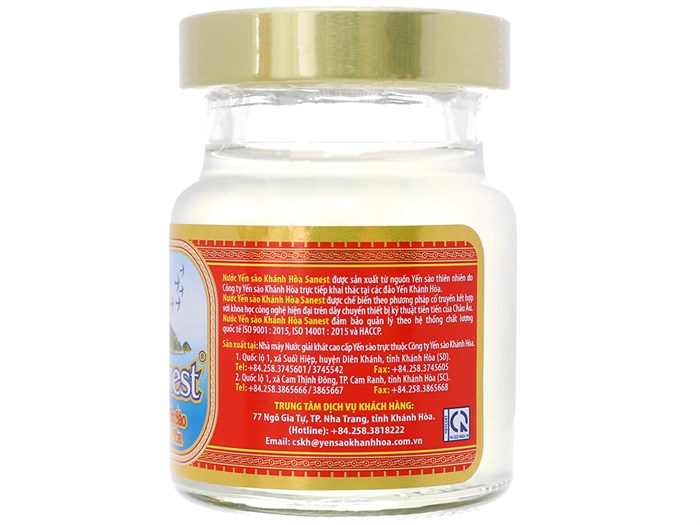 Nước Yến sào Khánh Hòa Sanest được sản xuất từ nguồn Yến sào thiên nhiên do
Công ty Yến sào Khánh Hòa trực tiếp khai thác tại các đảo Yến Khánh Hòa.
Nước Yến sào Khánh Hòa Sanest được chế biến theo phương pháp cổ truyền kết hợp
với khoa học công nghệ hiện đại trên dây chuyền thiết bị kỹ thuật tiên tiến của Châu Âu.
Nước Yến sào Khánh Hòa Sanest đảm bảo quản lý theo hệ thống chất lượng
quốc tế ISO 9001 : 2015, ISO 14001 : 2015 và HACCP.
Sản xuất tại: Nhà máy Nước giải khát cao cấp Yến sào trực thuộc Công ty Yến sào Khánh Hòa.
1. Quốc lộ 1, xã Suối Hiệp, huyện Diên Khánh, tỉnh Khánh Hòa (SD).
Tel:+84.258.3745601 / 3745542 Fax: +84.258.3745605
2. Quốc lộ 1, xã Cam Thịnh Đông, TP. Cam Ranh, tỉnh Khánh Hòa (SC).
Tel:+84.258.3865666 / 3865667 Fax: +84.258.3865668
TRUNG TÂM DỊCH VỤ KHÁCH HÀNG:
77 Ngô Gia Tự, TP. Nha Trang, tỉnh Khánh Hòa.
(Hotline): +84.258.3818222
Email: cskh@yensaokhanhhoa.com.vn
est®
Sào